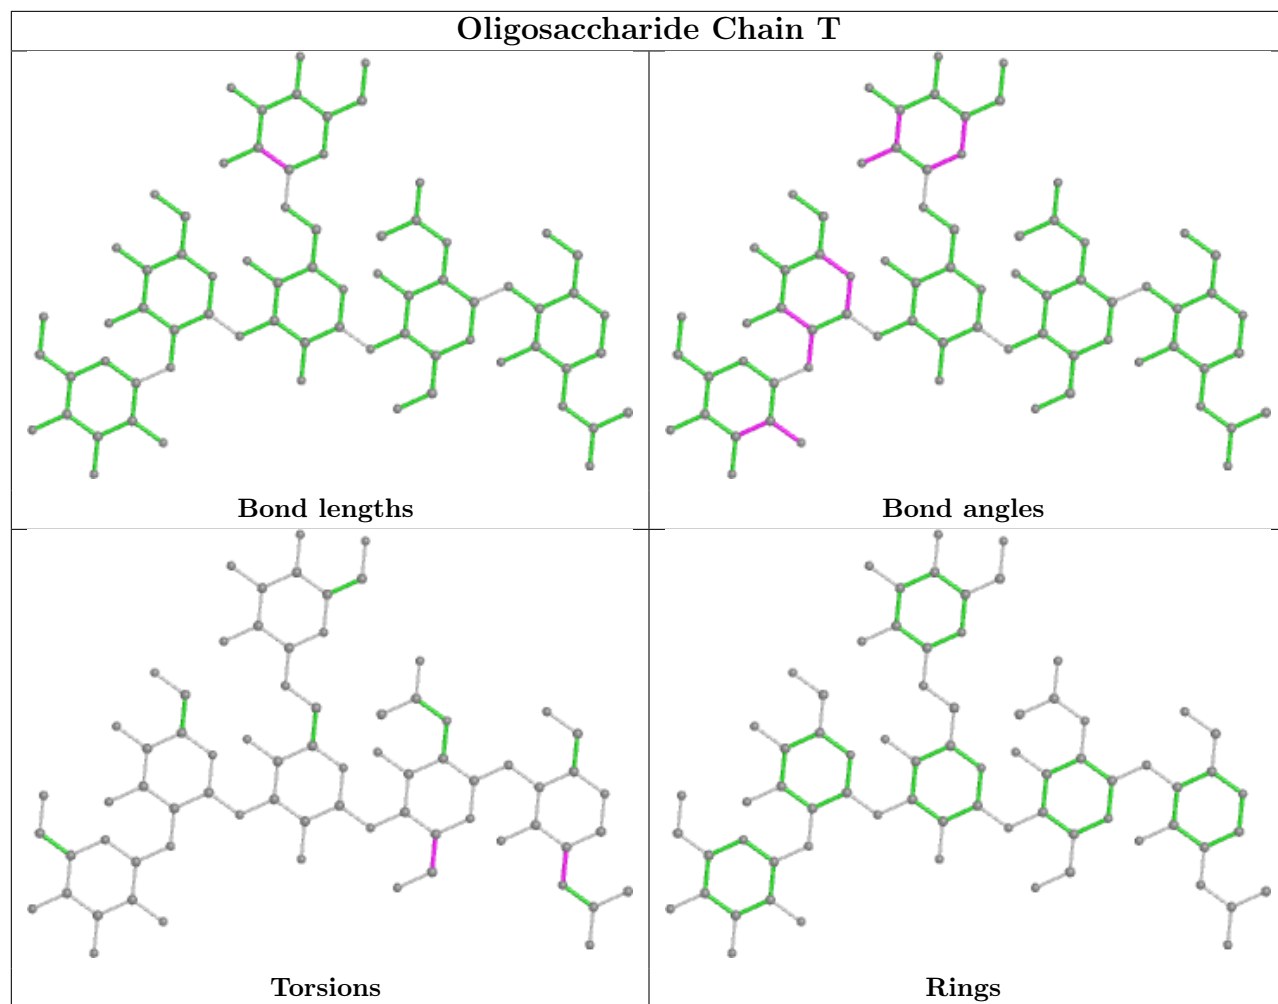 Oligosaccharide Chain T
Bond lengths
Bond angles
Torsions
Rings